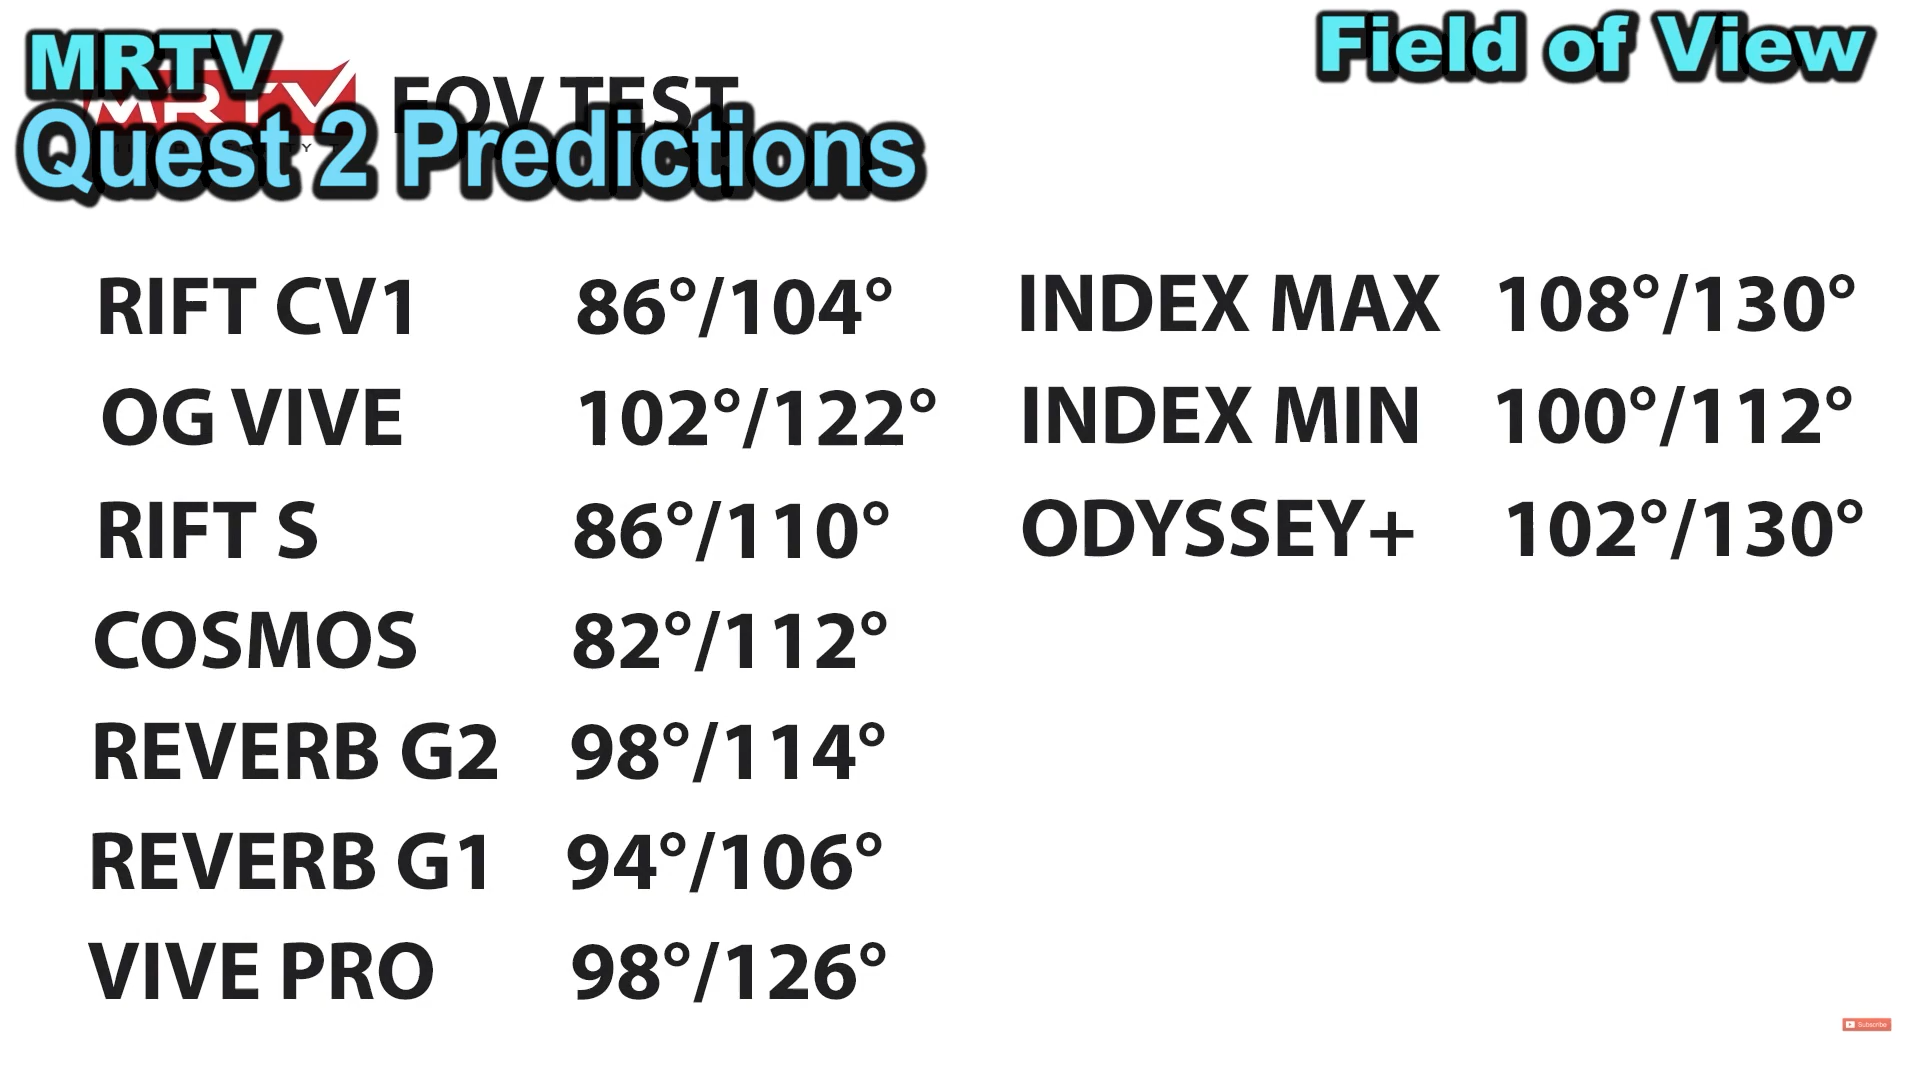 MRTV
Field of View
MRTV FOV TEST
Quest 2 Predictions
RIFT CV1 86°/104°
OG VIVE 102°/122°
RIFT S 86°/110°
COSMOS 82°/112°
REVERB G2 98°/114°
REVERB G1 94°/106°
VIVE PRO 98°/126°
INDEX MAX 108°/130°
INDEX MIN 100°/112°
ODYSSEY+ 102°/130°
Subscribe